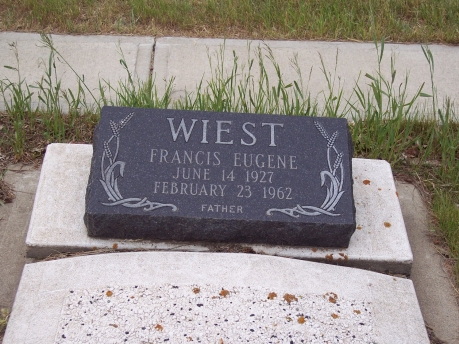 WIEST
FRANCIS EUGENE
JUNE 14 1927
FEBRUARY 23 1962
FATHER